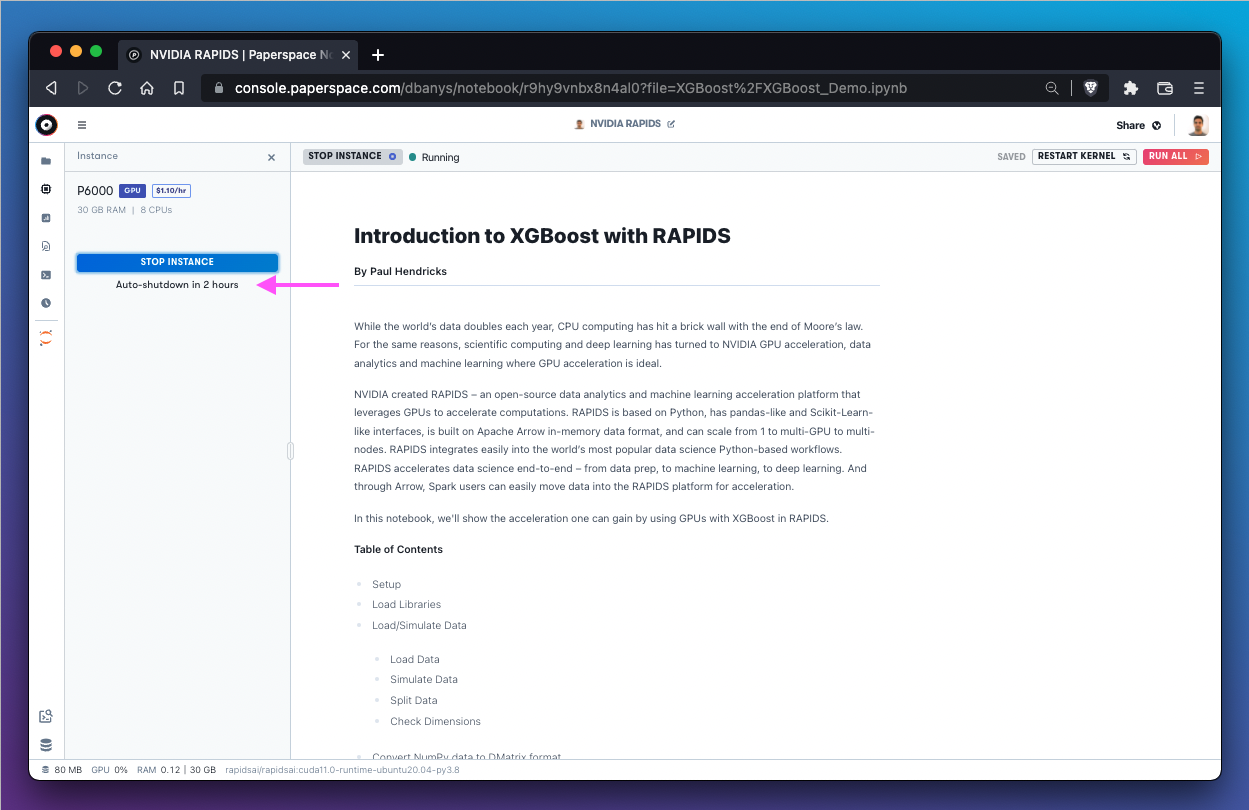 NVIDIA RAPIDS | Paperspace No
console.paperspace.com/dbanys/notebook/r9hy9vnbx8n4al0?file=XGBoost%2FXGBoost_Demo.ipynb
NVIDIA RAPIDS
Share
Instance
STOP INSTANCE
Running
SAVED
RESTART KERNEL
RUN ALL
P6000 GPU $1.10/hr
30 GB RAM | 8 CPUs
STOP INSTANCE
Auto-shutdown in 2 hours
Introduction to XGBoost with RAPIDS
By Paul Hendricks
While the world's data doubles each year, CPU computing has hit a brick wall with the end of Moore's law.
For the same reasons, scientific computing and deep learning has turned to NVIDIA GPU acceleration, data
analytics and machine learning where GPU acceleration is ideal.
NVIDIA created RAPIDS – an open-source data analytics and machine learning acceleration platform that
leverages GPUs to accelerate computations. RAPIDS is based on Python, has pandas-like and Scikit-Learn-
like interfaces, is built on Apache Arrow in-memory data format, and can scale from 1 to multi-GPU to multi-
nodes. RAPIDS integrates easily into the world's most popular data science Python-based workflows.
RAPIDS accelerates data science end-to-end – from data prep, to machine learning, to deep learning. And
through Arrow, Spark users can easily move data into the RAPIDS platform for acceleration.
In this notebook, we'll show the acceleration one can gain by using GPUs with XGBoost in RAPIDS.
Table of Contents
Setup
Load Libraries
Load/Simulate Data
Load Data
Simulate Data
Split Data
Check Dimensions
Convert NumPy data to DMatrix format
80 MB GPU 0% RAM 0.12 | 30 GB rapidsai/rapidsai:cuda11.0-runtime-ubuntu20.04-py3.8